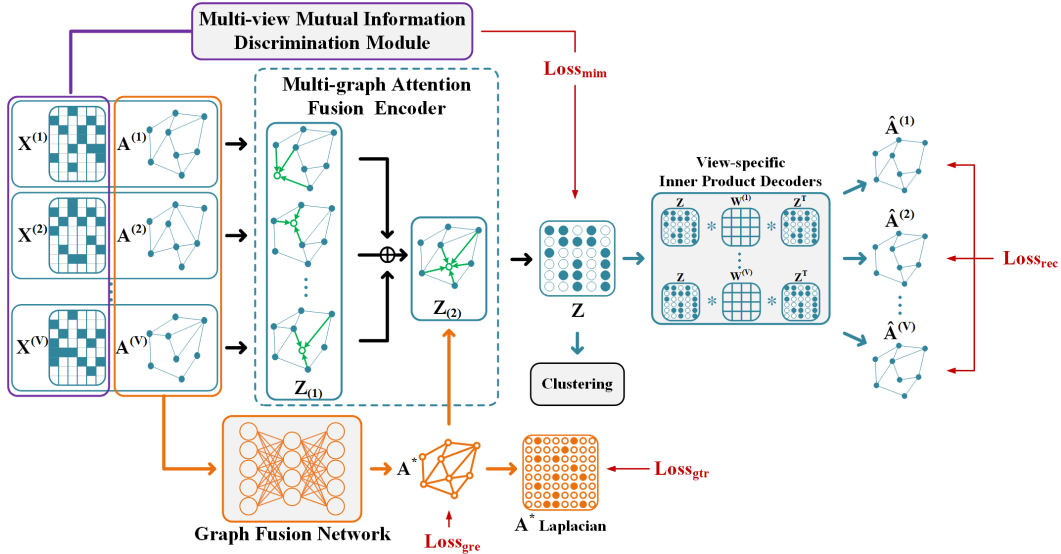 Multi-view Mutual Information
Discrimination Module
Loss_mim
Multi-graph Attention
Fusion Encoder
X^(1)
A^(1)
X^(2)
A^(2)
X^(V)
A^(V)
Z_(1)
Z_(2)
Z
Clustering
View-specific
Inner Product Decoders
Z
W^(1)
Z^T
*
*
Z
W^(V)
Z^T
*
*
Â^(1)
Â^(2)
Â^(V)
Loss_rec
Graph Fusion Network
A^*
Loss_gre
A^* Laplacian
Loss_gtr